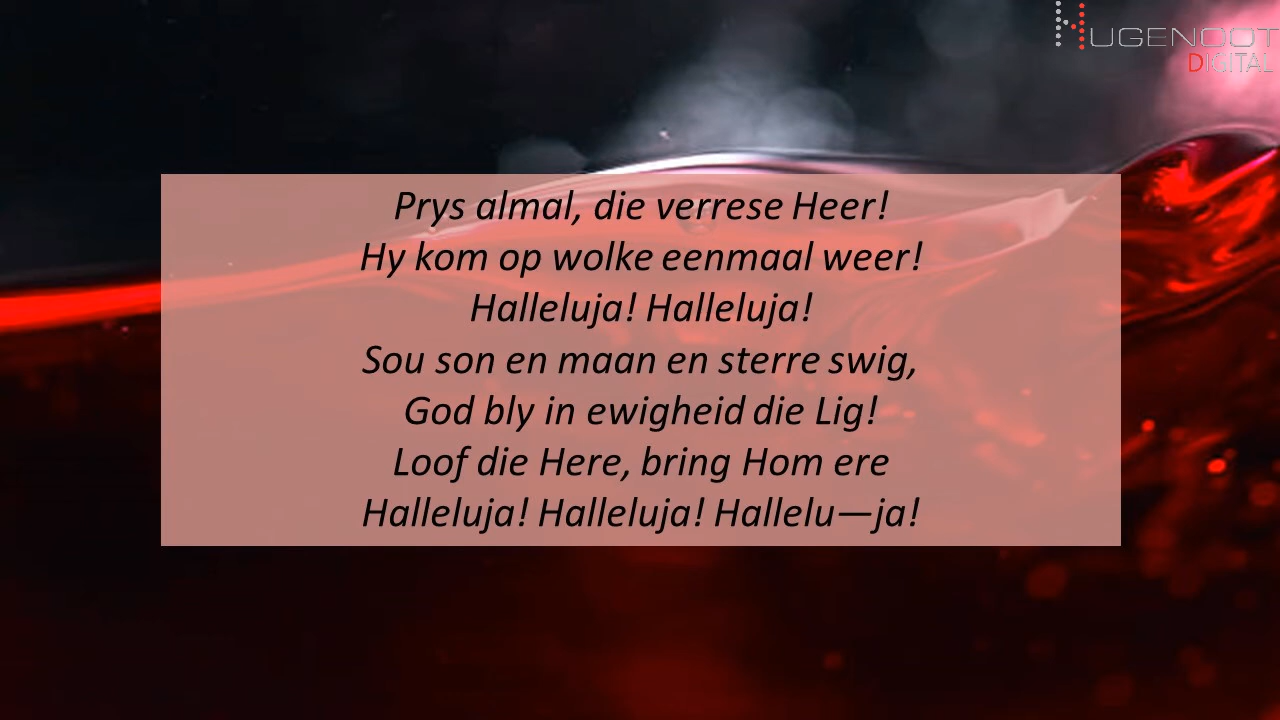 HUGENOOT
DIGITAL
Prys almal, die verrese Heer!
Hy kom op wolke eenmaal weer!
Halleluja! Halleluja!
Sou son en maan en sterre swig,
God bly in ewigheid die Lig!
Loof die Here, bring Hom ere
Halleluja! Halleluja! Hallelu—ja!